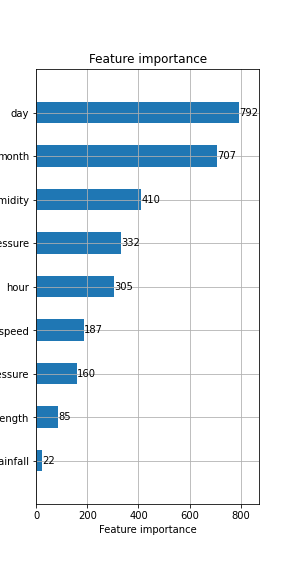 Feature importance
day 792
month 707
midity 410
essure 332
hour 305
speed 187
essure 160
ength 85
ainfall 22
0 200 400 600 800
Feature importance